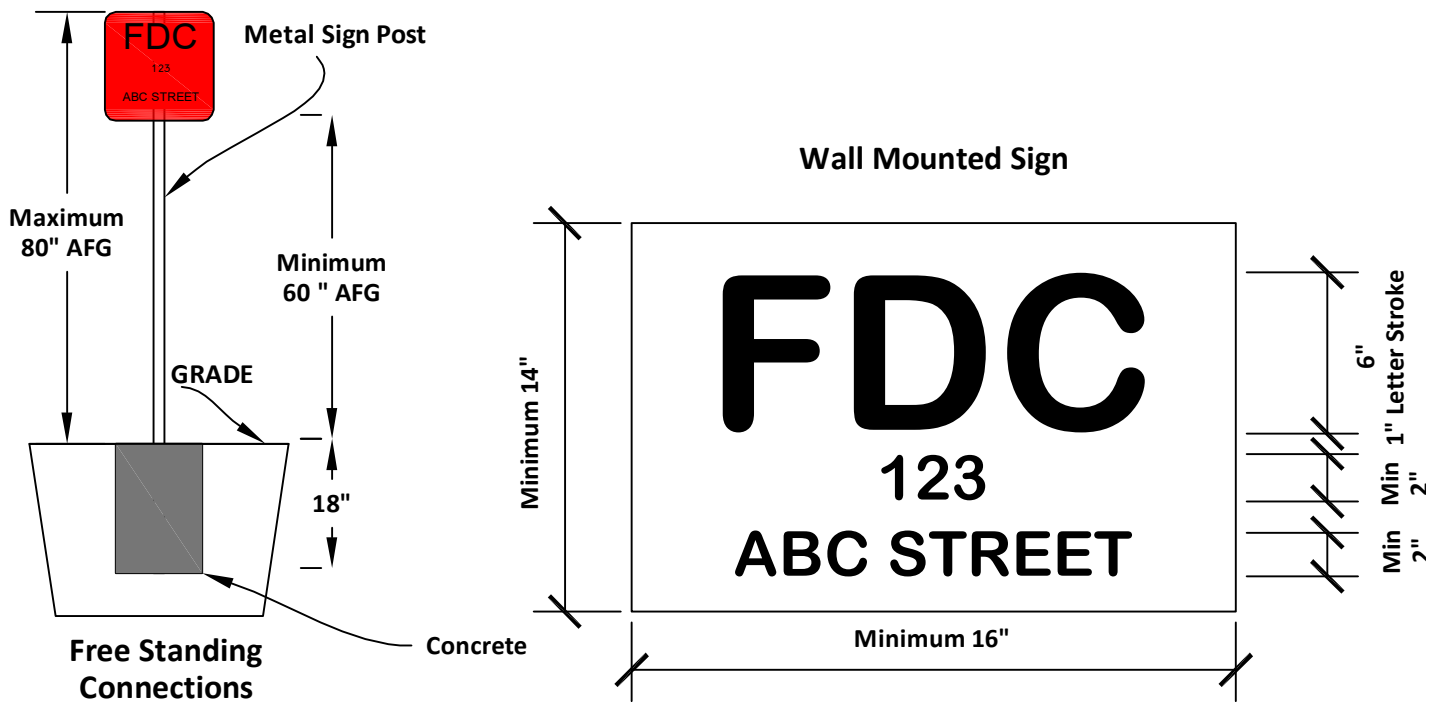 FDC
123
ABC STREET
Metal Sign Post
Maximum
80" AFG
Minimum
60 " AFG
GRADE
18"
Concrete
Free Standing
Connections
Wall Mounted Sign
Minimum 14"
FDC
123
ABC STREET
6"
1" Letter Stroke
Min
2"
Min
2"
Minimum 16"